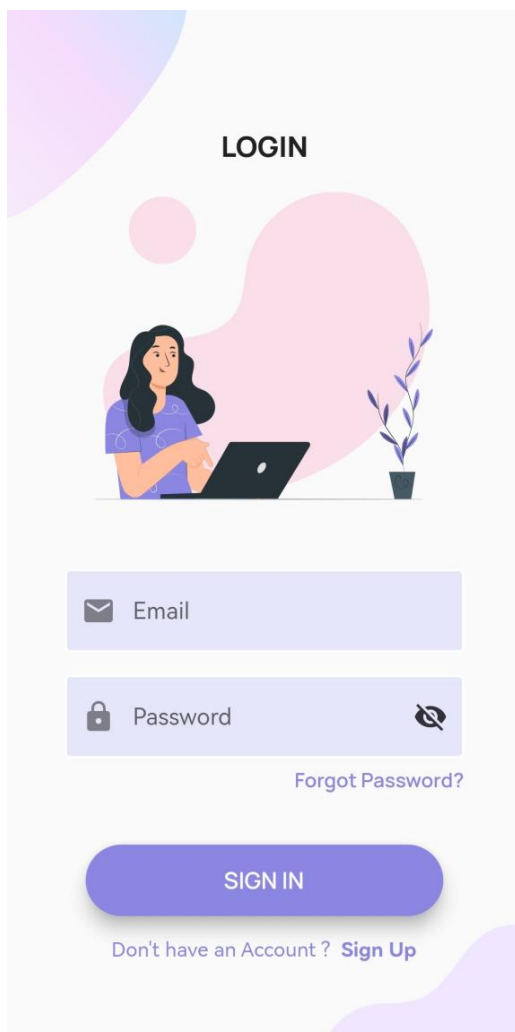 LOGIN
Email
Password
Forgot Password?
SIGN IN
Don't have an Account ? Sign Up